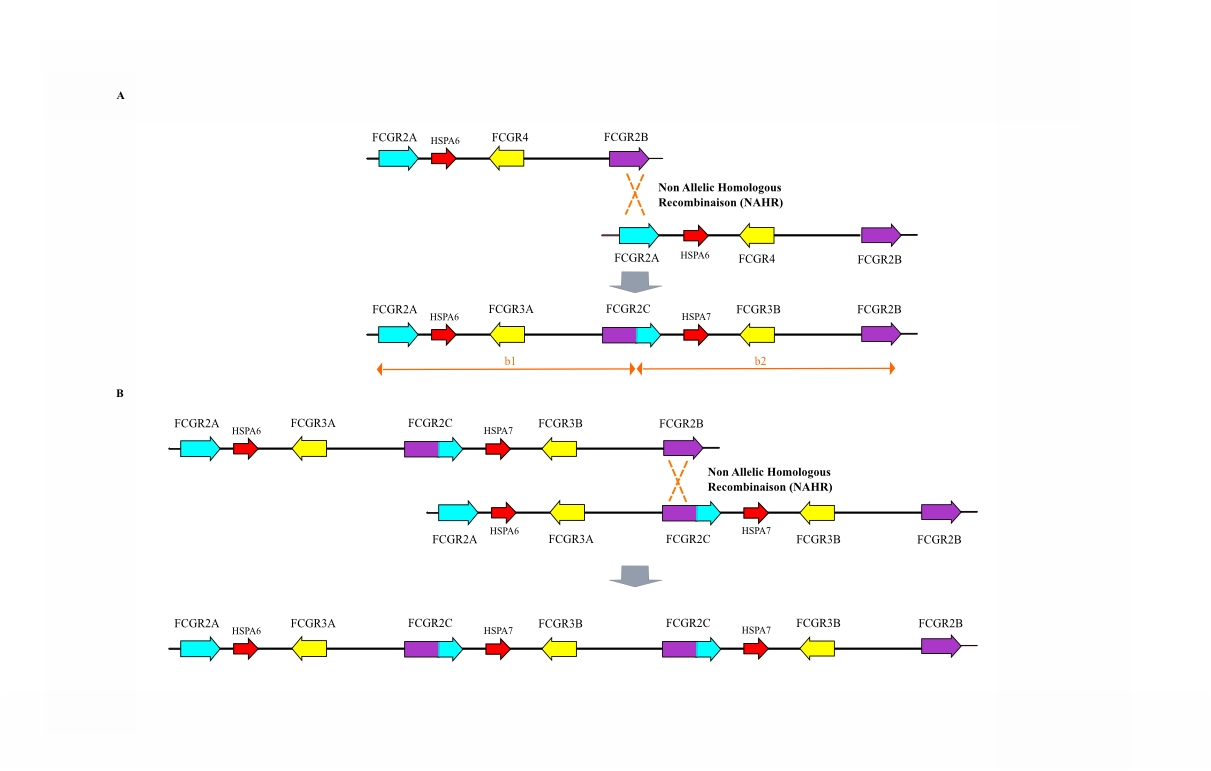 A
FCGR2A HSPA6 FCGR4 FCGR2B
Non Allelic Homologous
Recombinaison (NAHR)
FCGR2A HSPA6 FCGR4 FCGR2B
FCGR2A HSPA6 FCGR3A FCGR2C HSPA7 FCGR3B FCGR2B
b1 b2
B
FCGR2A HSPA6 FCGR3A FCGR2C HSPA7 FCGR3B FCGR2B
Non Allelic Homologous
Recombinaison (NAHR)
FCGR2A HSPA6 FCGR3A FCGR2C HSPA7 FCGR3B FCGR2B
FCGR2A HSPA6 FCGR3A FCGR2C HSPA7 FCGR3B FCGR2C HSPA7 FCGR3B FCGR2B